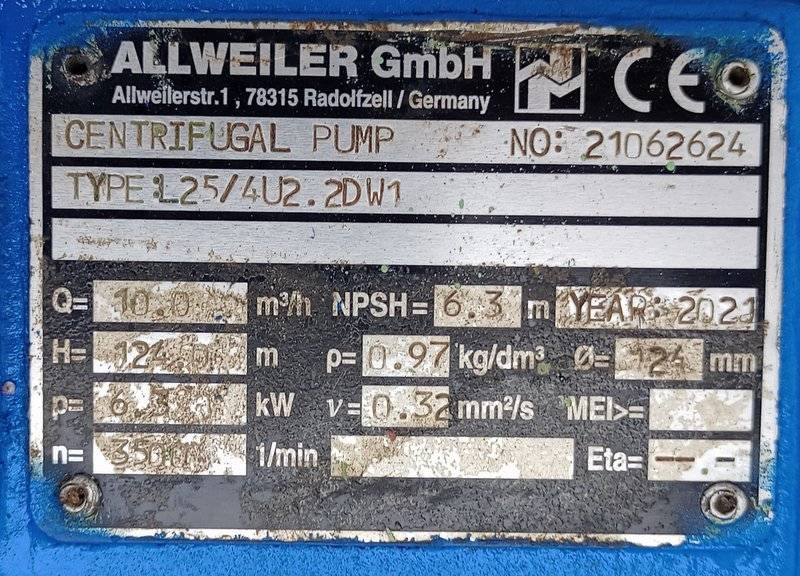 ALLWEILER GmbH CE
Allweilerstr.1 , 78315 Radolfzell / Germany
CENTRIFUGAL PUMP NO: 21062624
TYPE: L25/4U2.2DW1
Q= 10.0 m³/h NPSH= 6.3 m YEAR: 2021
H= 124.0 m ρ= 0.97 kg/dm³ Ø= 124 mm
p= kW ν= 0.32 mm²/s MEI>=
n= 1/min Eta= --.-